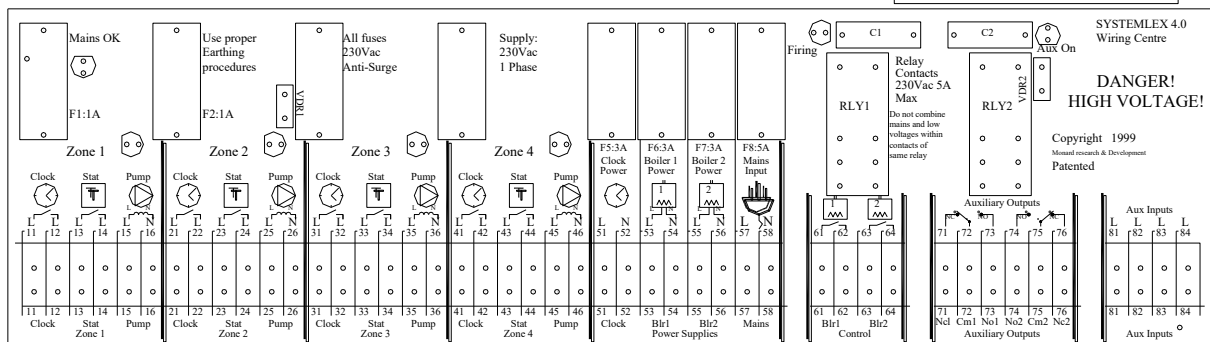 Mains OK
F1:1A
Use proper
Earthing
procedures
F2:1A
VDR1
All fuses
230Vac
Anti-Surge
Supply:
230Vac
1 Phase
Firing
C1
C2
Aux On
SYSTEMLEX 4.0
Wiring Centre
RLY1
Relay
Contacts
230Vac 5A
Max
Do not combine
mains and low
voltages within
contacts of
same relay
RLY2
VDR2
DANGER!
HIGH VOLTAGE!
Copyright 1999
Monard research & Development
Patented
Zone 1 Zone 2 Zone 3 Zone 4
F5:3A F6:3A F7:3A F8:5A
Clock Boiler 1 Boiler 2 Mains
Power Power Power Input
Clock Stat Pump Clock Stat Pump Clock Stat Pump Clock Stat Pump
1 2 1 2
L N L N L N
Auxiliary Outputs
Aux Inputs
NC NO NO NC
L L L L L N L L L L L N L L L L L N L L L L L N L N L N L N L N L L L L
11 12 13 14 15 16 21 22 23 24 25 26 31 32 33 34 35 36 41 42 43 44 45 46 51 52 53 54 55 56 57 58 61 62 63 64 71 72 73 74 75 76 81 82 83 84
11 12 13 14 15 16 21 22 23 24 25 26 31 32 33 34 35 36 41 42 43 44 45 46 51 52 53 54 55 56 57 58 61 62 63 64 71 72 73 74 75 76 81 82 83 84
Clock Stat Pump Clock Stat Pump Clock Stat Pump Clock Stat Pump Clock Blr1 Blr2 Mains Blr1 Blr2 Ncl Cm1 No1 No2 Cm2 Nc2
Zone 1 Zone 2 Zone 3 Zone 4 Power Supplies Control Auxiliary Outputs Aux Inputs